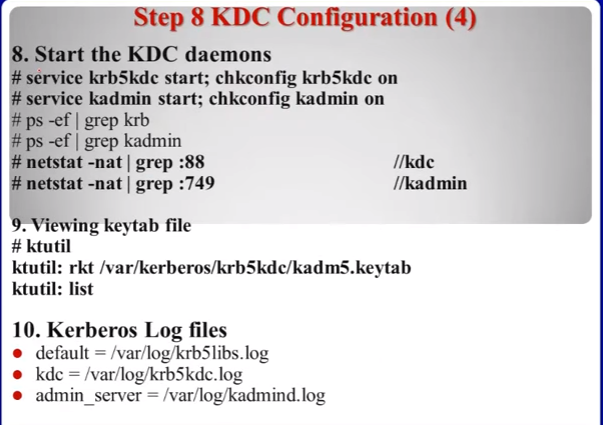 Step 8 KDC Configuration (4)
8. Start the KDC daemons
# service krb5kdc start; chkconfig krb5kdc on
# service kadmin start; chkconfig kadmin on
# ps -ef | grep krb
# ps -ef | grep kadmin
# netstat -nat | grep :88 //kdc
# netstat -nat | grep :749 //kadmin
9. Viewing keytab file
# ktutil
ktutil: rkt /var/kerberos/krb5kdc/kadm5.keytab
ktutil: list
10. Kerberos Log files
● default = /var/log/krb5libs.log
● kdc = /var/log/krb5kdc.log
● admin_server = /var/log/kadmind.log